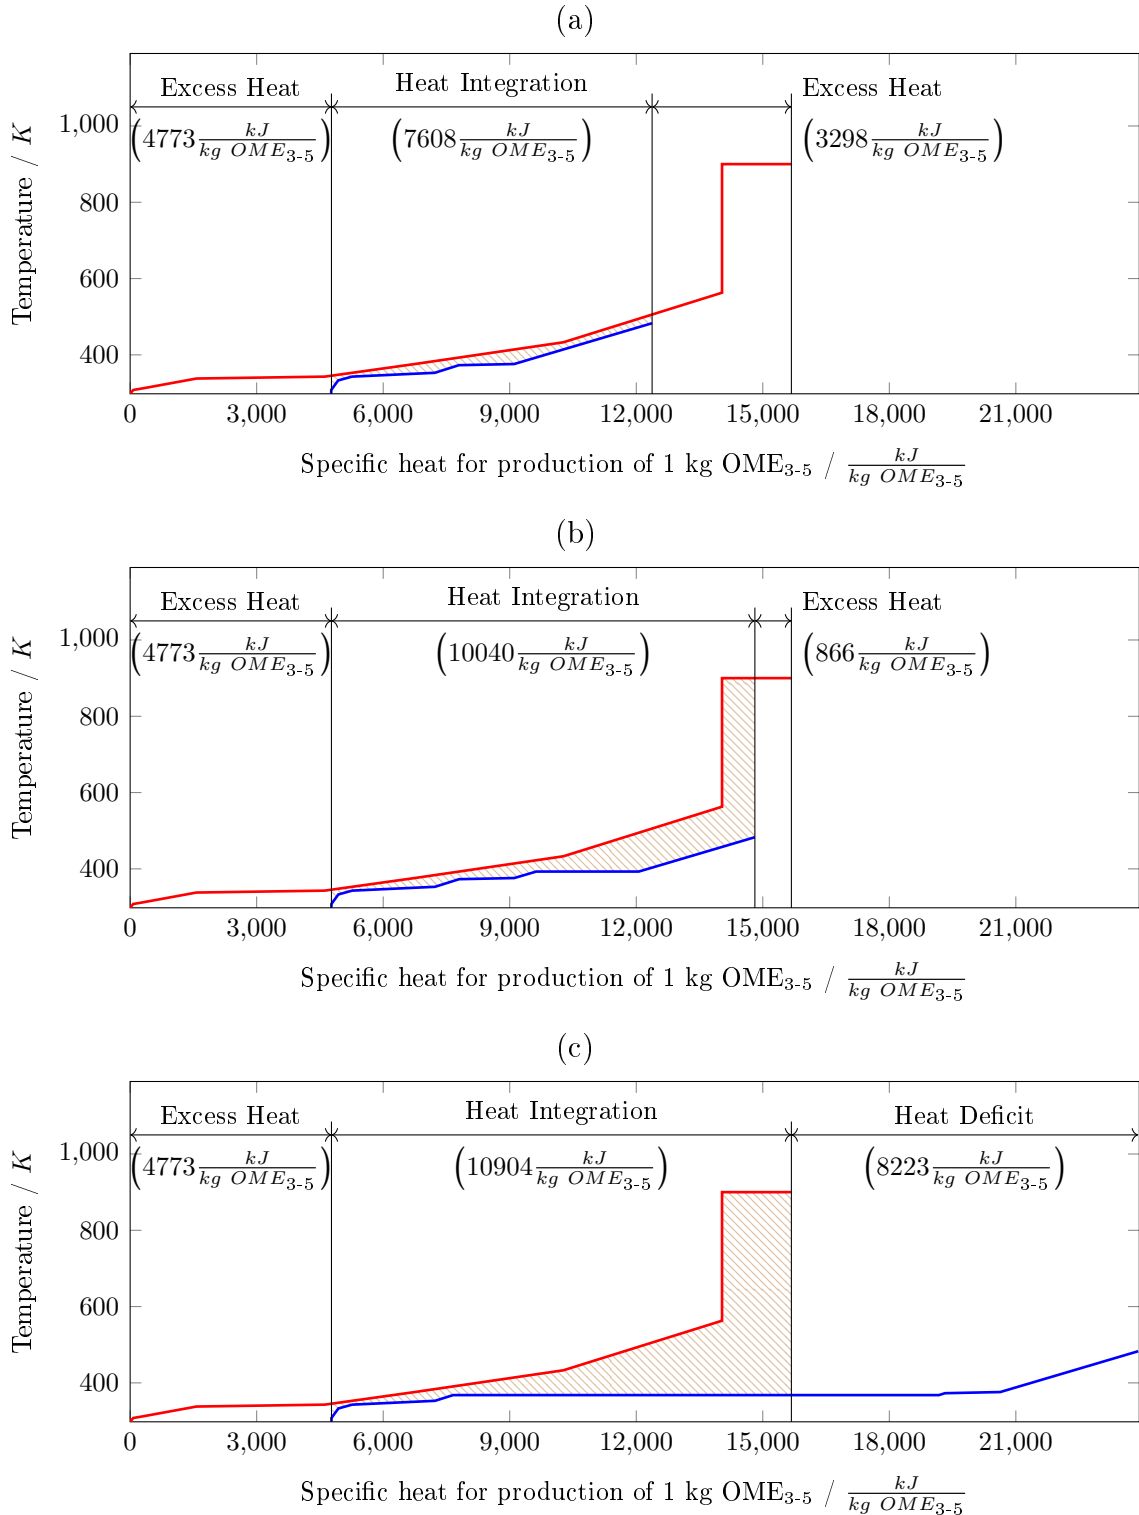 (a)
Excess Heat
Heat Integration
Excess Heat
(4773 kJ/kg OME3-5)
(7608 kJ/kg OME3-5)
(3298 kJ/kg OME3-5)
1,000
800
600
400
Temperature / K
0 3,000 6,000 9,000 12,000 15,000 18,000 21,000
Specific heat for production of 1 kg OME3-5 / kJ/kg OME3-5
(b)
Excess Heat
Heat Integration
Excess Heat
(4773 kJ/kg OME3-5)
(10040 kJ/kg OME3-5)
(866 kJ/kg OME3-5)
1,000
800
600
400
Temperature / K
0 3,000 6,000 9,000 12,000 15,000 18,000 21,000
Specific heat for production of 1 kg OME3-5 / kJ/kg OME3-5
(c)
Excess Heat
Heat Integration
Heat Deficit
(4773 kJ/kg OME3-5)
(10904 kJ/kg OME3-5)
(8223 kJ/kg OME3-5)
1,000
800
600
400
Temperature / K
0 3,000 6,000 9,000 12,000 15,000 18,000 21,000
Specific heat for production of 1 kg OME3-5 / kJ/kg OME3-5